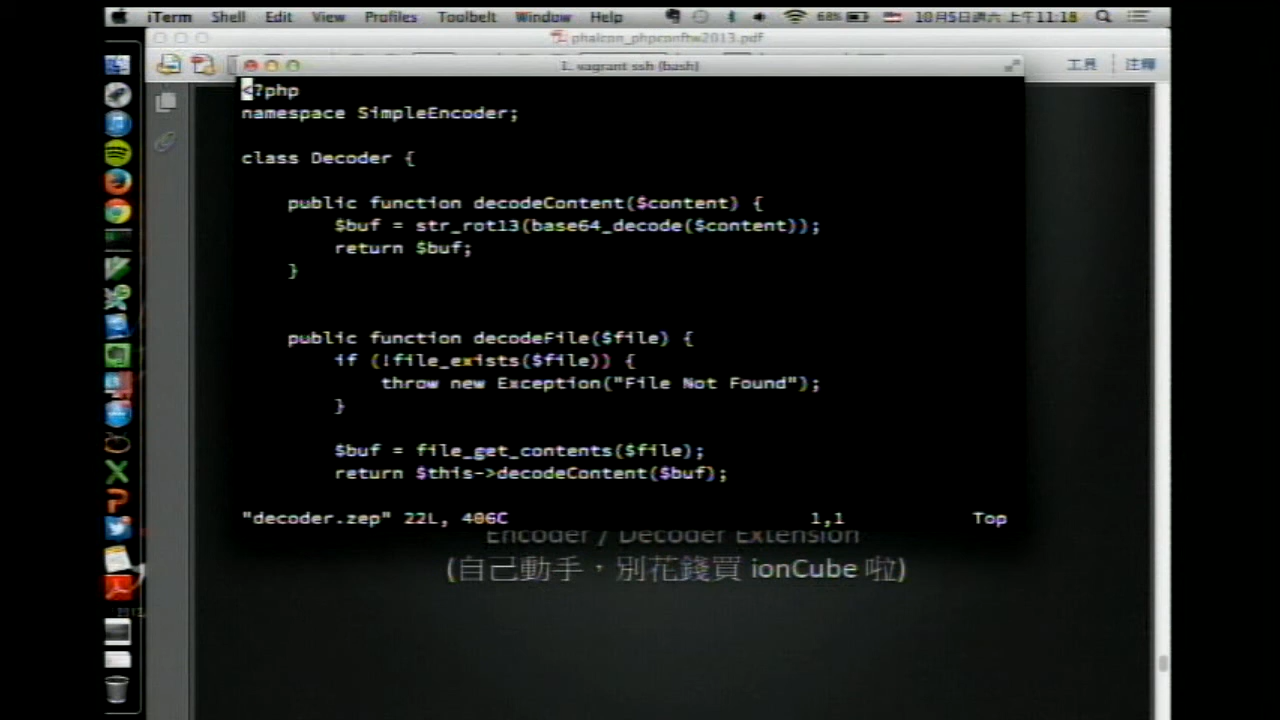 iTerm Shell Edit View Profiles Toolbelt Window Help 68% 10月5日週六 上午11:18
phalcon_phpconftw2013.pdf
1. vagrant ssh (bash)
工具 注釋
<?php
namespace SimpleEncoder;
class Decoder {
public function decodeContent($content) {
$buf = str_rot13(base64_decode($content));
return $buf;
}
public function decodeFile($file) {
if (!file_exists($file)) {
throw new Exception("File Not Found");
}
$buf = file_get_contents($file);
return $this->decodeContent($buf);
"decoder.zep" 22L, 406C 1,1 Top
Encoder / Decoder Extension
(自己動手，別花錢買 ionCube 啦)